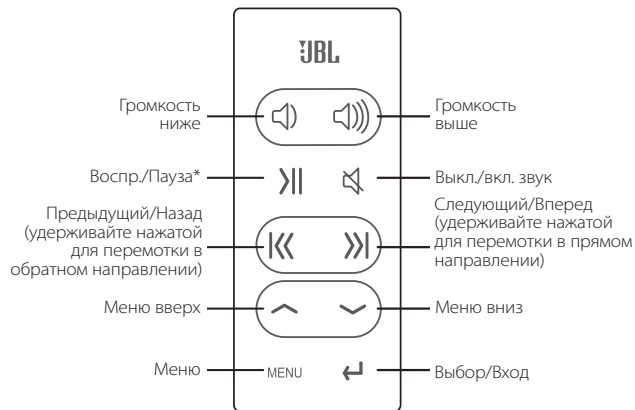 JBL
Громкость
ниже
Громкость
выше
Воспр./Пауза*
Выкл./вкл. звук
Предыдущий/Назад
(удерживайте нажатой
для перемотки в
обратном направлении)
Следующий/Вперед
(удерживайте нажатой
для перемотки в прямом
направлении)
Меню вверх
Меню вниз
Меню
MENU
Выбор/Вход